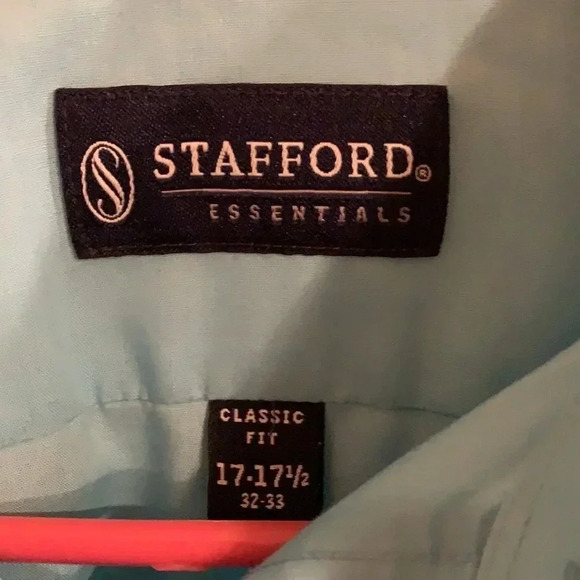 S STAFFORD®
ESSENTIALS
CLASSIC
FIT
17·17½
32-33